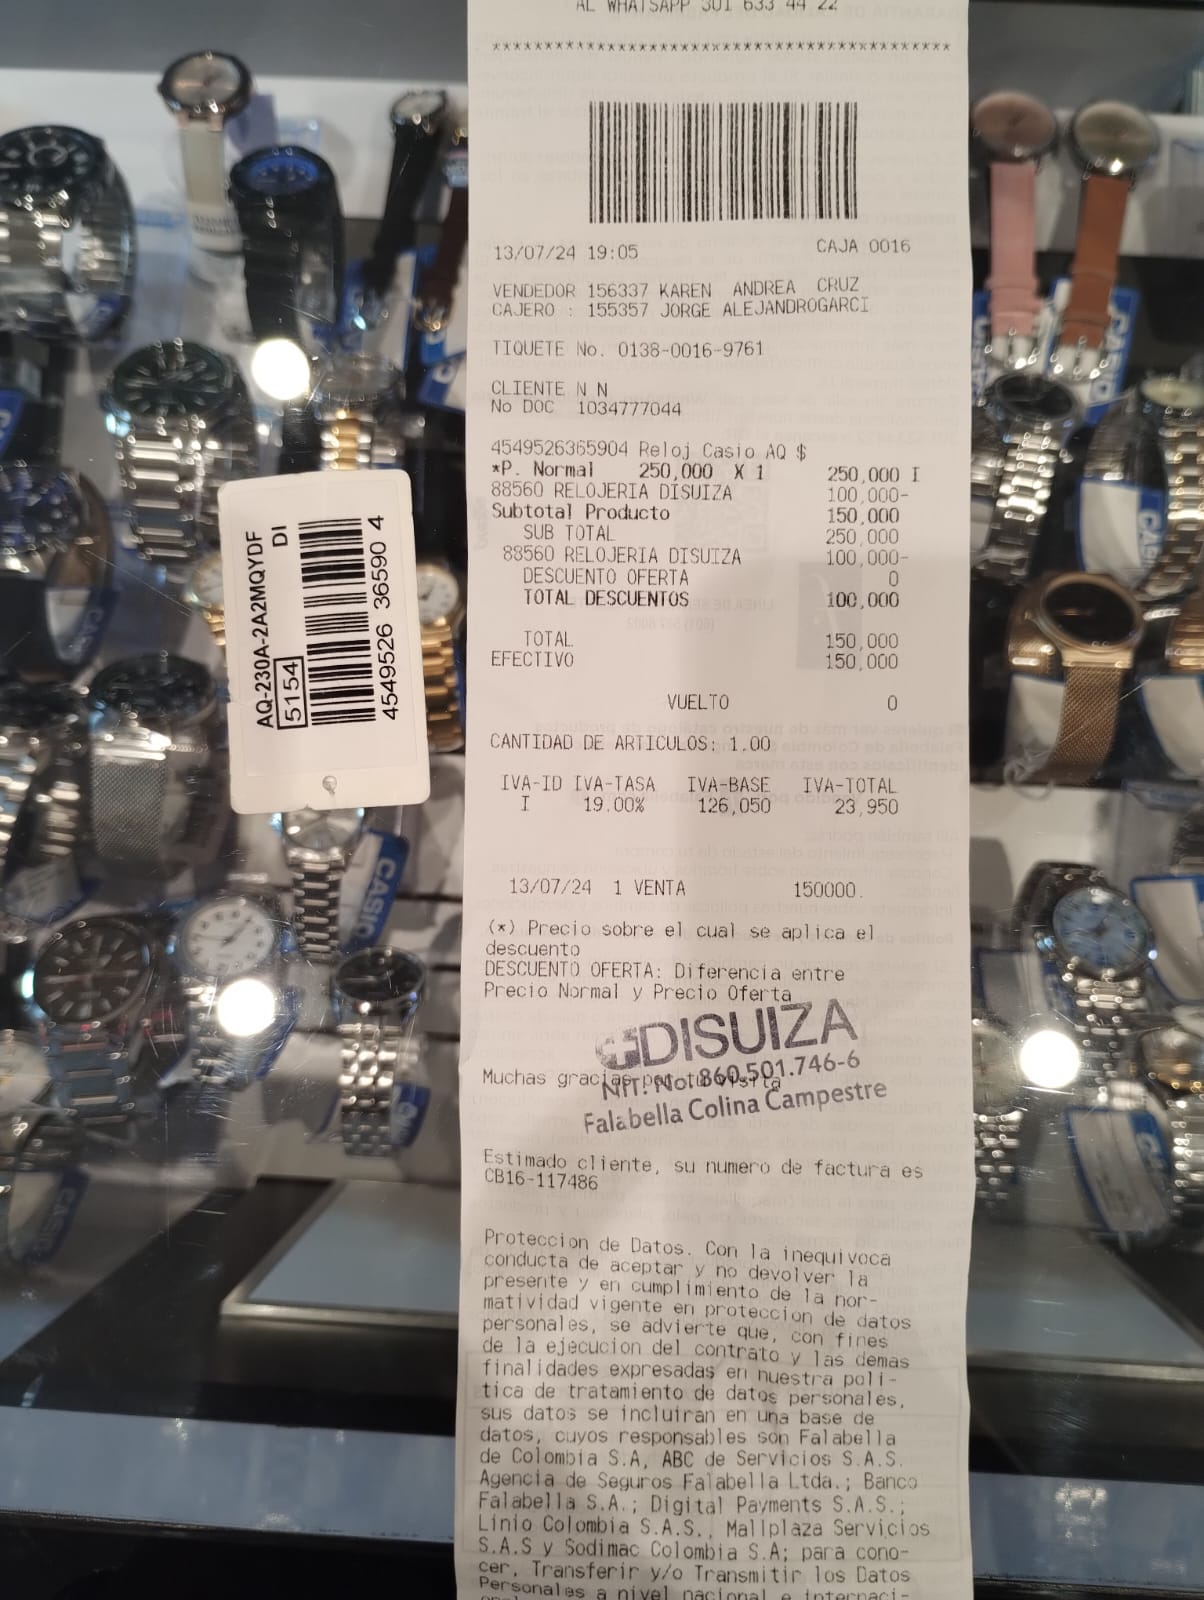 AL WHATSAPP 301 633 44 22
********************************************
13/07/24 19:05 CAJA 0016
VENDEDOR 156337 KAREN ANDREA CRUZ
CAJERO : 155357 JORGE ALEJANDROGARCI
TIQUETE No. 0138-0016-9761
CLIENTE N N
No DOC 1034777044
4549526365904 Reloj Casio AQ $
*P. Normal 250,000 X 1 250,000 I
88560 RELOJERIA DISUIZA 100,000-
Subtotal Producto 150,000
SUB TOTAL 250,000
88560 RELOJERIA DISUIZA 100,000-
DESCUENTO OFERTA 0
TOTAL DESCUENTOS 100,000
TOTAL 150,000
EFECTIVO 150,000
VUELTO 0
CANTIDAD DE ARTICULOS: 1.00
IVA-ID IVA-TASA IVA-BASE IVA-TOTAL
I 19.00% 126,050 23,950
13/07/24 1 VENTA 150000.
(*) Precio sobre el cual se aplica el
descuento
DESCUENTO OFERTA: Diferencia entre
Precio Normal y Precio Oferta
DISUIZA
Muchas gracias por tu visita
NIT. No. 860.501.746-6
Falabella Colina Campestre
Estimado cliente, su numero de factura es
CB16-117486
Proteccion de Datos. Con la inequivoca
conducta de aceptar y no devolver la
presente y en cumplimiento de la nor-
matividad vigente en proteccion de datos
personales, se advierte que, con fines
de la ejecucion del contrato y las demas
finalidades expresadas en nuestra poli-
tica de tratamiento de datos personales,
sus datos se incluiran en una base de
datos, cuyos responsables son Falabella
de Colombia S.A, ABC de Servicios S.A.S.
Agencia de Seguros Falabella Ltda.; Banco
Falabella S.A.; Digital Payments S.A.S.;
Linio Colombia S.A.S., Mallplaza Servicios
S.A.S y Sodimac Colombia S.A; para cono-
cer, Transferir y/o Transmitir los Datos
Personales a nivel nacional e internaci-
AQ-230A-2A2MQYDF
5154 DI
4549526 36590 4
CASIO
CASIO
CASIO